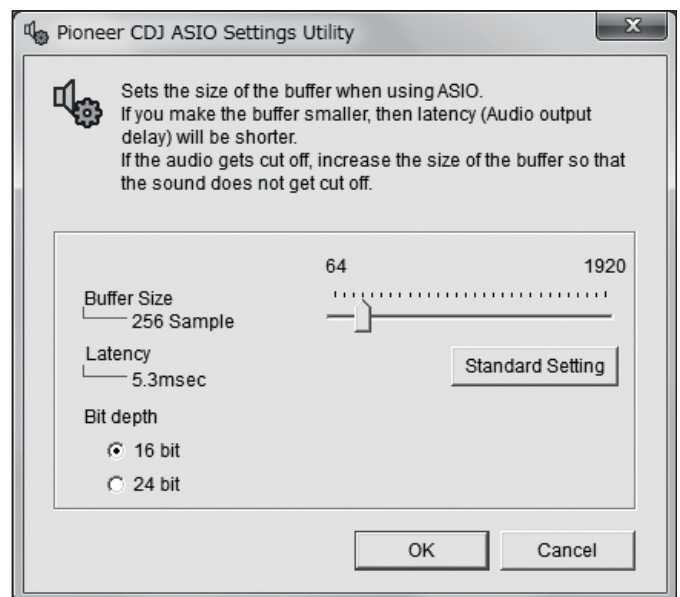 Pioneer CDJ ASIO Settings Utility
Sets the size of the buffer when using ASIO.
If you make the buffer smaller, then latency (Audio output
delay) will be shorter.
If the audio gets cut off, increase the size of the buffer so that
the sound does not get cut off.
64 1920
Buffer Size
256 Sample
Latency
5.3msec
Standard Setting
Bit depth
16 bit
24 bit
OK Cancel